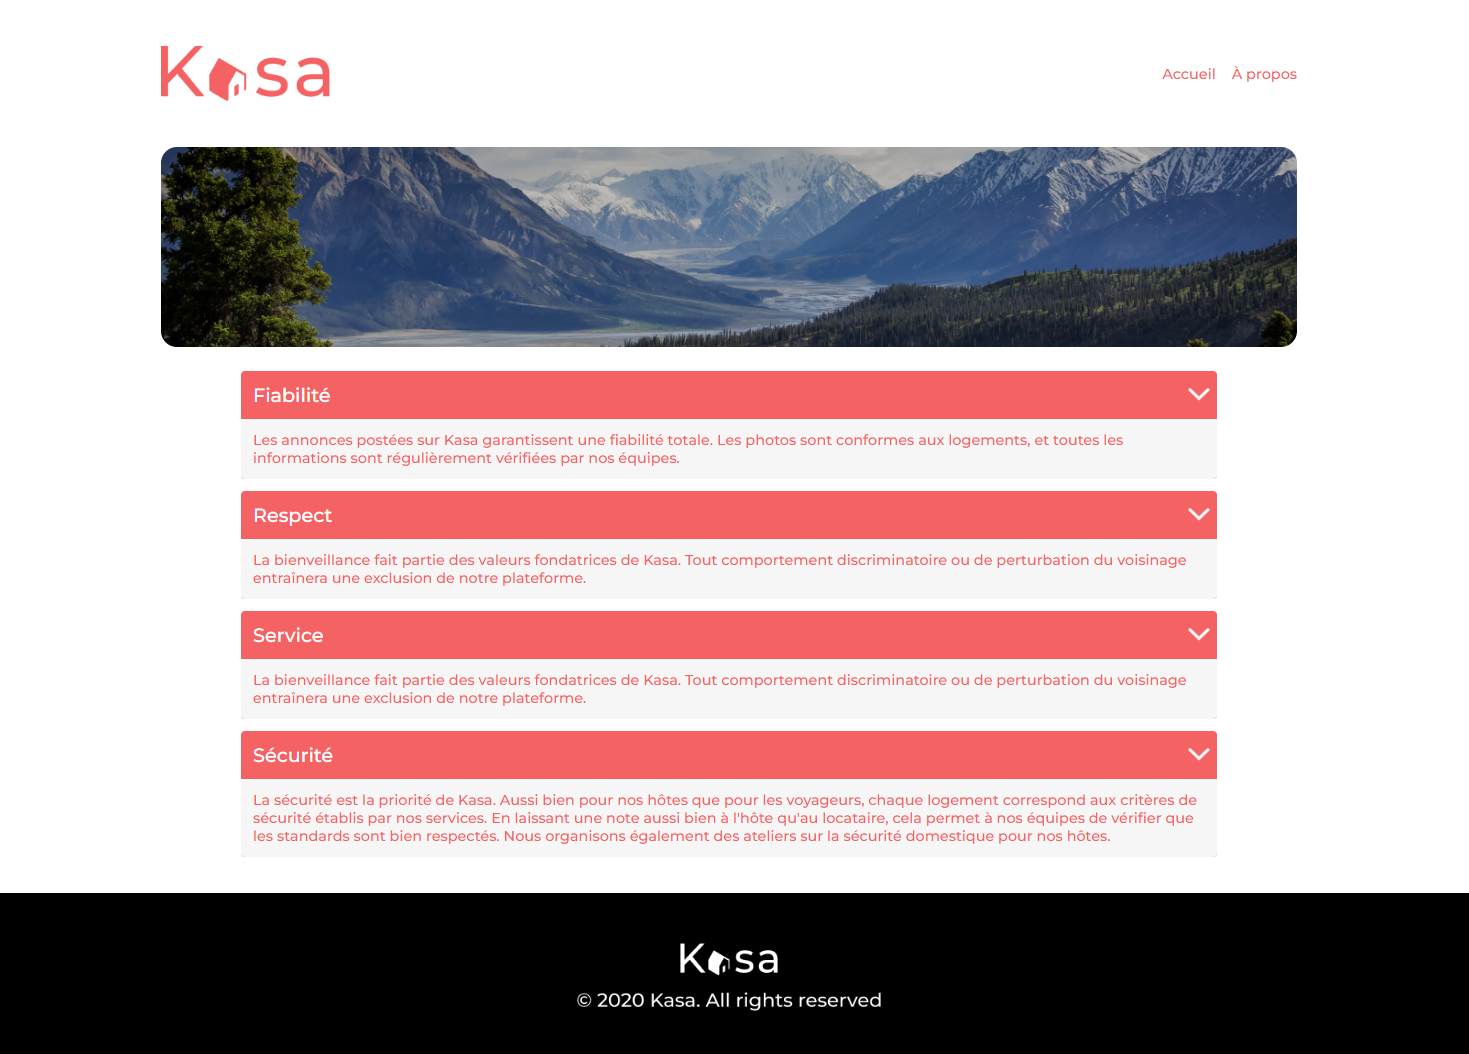 Kasa
Accueil À propos
Fiabilité
Les annonces postées sur Kasa garantissent une fiabilité totale. Les photos sont conformes aux logements, et toutes les
informations sont régulièrement vérifiées par nos équipes.
Respect
La bienveillance fait partie des valeurs fondatrices de Kasa. Tout comportement discriminatoire ou de perturbation du voisinage
entraînera une exclusion de notre plateforme.
Service
La bienveillance fait partie des valeurs fondatrices de Kasa. Tout comportement discriminatoire ou de perturbation du voisinage
entraînera une exclusion de notre plateforme.
Sécurité
La sécurité est la priorité de Kasa. Aussi bien pour nos hôtes que pour les voyageurs, chaque logement correspond aux critères de
sécurité établis par nos services. En laissant une note aussi bien à l'hôte qu'au locataire, cela permet à nos équipes de vérifier que
les standards sont bien respectés. Nous organisons également des ateliers sur la sécurité domestique pour nos hôtes.
Kasa
© 2020 Kasa. All rights reserved